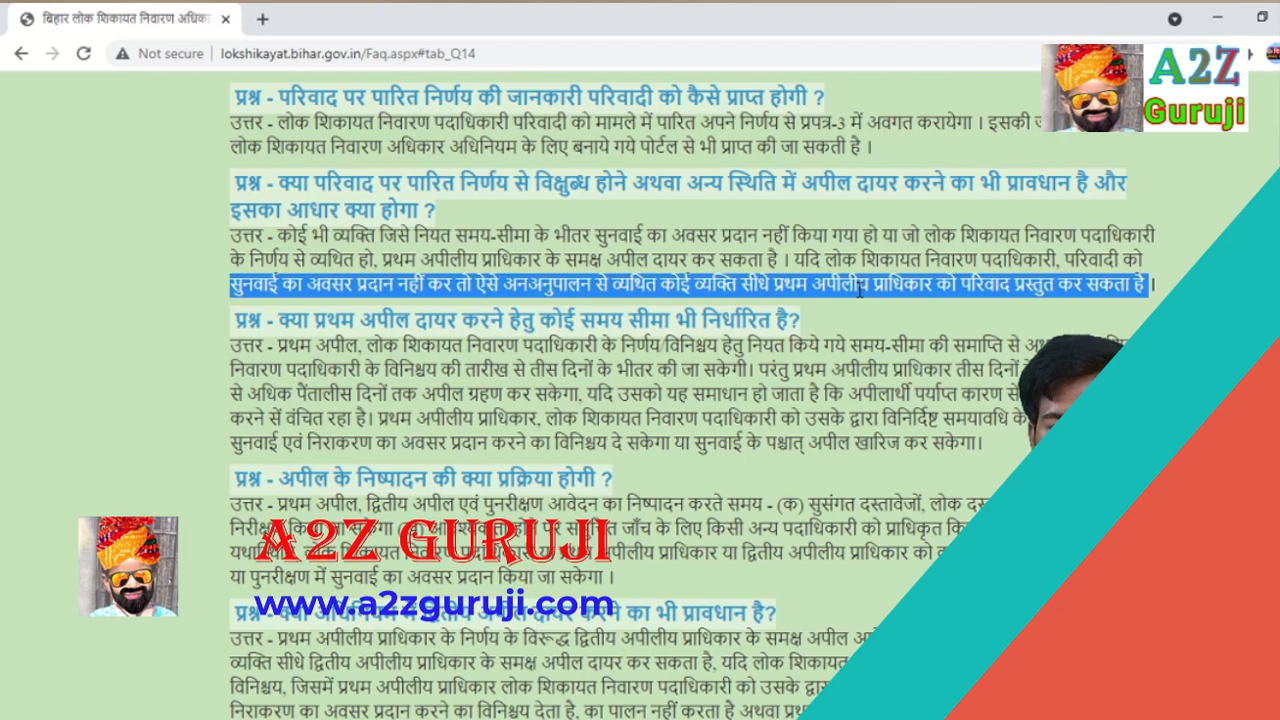 बिहार लोक शिकायत निवारण अधिका
Not secure
lokshikayat.bihar.gov.in/Faq.aspx#tab_Q14
A2Z
Guruji
प्रश्न - परिवाद पर पारित निर्णय की जानकारी परिवादी को कैसे प्राप्त होगी ?
उत्तर - लोक शिकायत निवारण पदाधिकारी परिवादी को मामले में पारित अपने निर्णय से प्रपत्र-3 में अवगत करायेगा । इसकी
लोक शिकायत निवारण अधिकार अधिनियम के लिए बनाये गये पोर्टल से भी प्राप्त की जा सकती है ।
प्रश्न - क्या परिवाद पर पारित निर्णय से विक्षुब्ध होने अथवा अन्य स्थिति में अपील दायर करने का भी प्रावधान है और
इसका आधार क्या होगा ?
उत्तर - कोई भी व्यक्ति जिसे नियत समय-सीमा के भीतर सुनवाई का अवसर प्रदान नहीं किया गया हो या जो लोक शिकायत निवारण पदाधिकारी
के निर्णय से व्यथित हो, प्रथम अपीलीय प्राधिकार के समक्ष अपील दायर कर सकता है । यदि लोक शिकायत निवारण पदाधिकारी, परिवादी को
सुनवाई का अवसर प्रदान नहीं कर तो ऐसे अनअनुपालन से व्यथित कोई व्यक्ति सीधे प्रथम अपीलीय प्राधिकार को परिवाद प्रस्तुत कर सकता है ।
प्रश्न - क्या प्रथम अपील दायर करने हेतु कोई समय सीमा भी निर्धारित है?
उत्तर - प्रथम अपील, लोक शिकायत निवारण पदाधिकारी के निर्णय/विनिश्चय हेतु नियत किये गये समय-सीमा की समाप्ति से
निवारण पदाधिकारी के विनिश्चय की तारीख से तीस दिनों के भीतर की जा सकेगी। परंतु प्रथम अपीलीय प्राधिकार तीस दिनों
से अधिक पैंतालीस दिनों तक अपील ग्रहण कर सकेगा, यदि उसको यह समाधान हो जाता है कि अपीलार्थी पर्याप्त कारण से
करने से वंचित रहा है। प्रथम अपीलीय प्राधिकार, लोक शिकायत निवारण पदाधिकारी को उसके द्वारा विनिर्दिष्ट समयावधि के
सुनवाई एवं निराकरण का अवसर प्रदान करने का विनिश्चय दे सकेगा या सुनवाई के पश्चात् अपील खारिज कर सकेगा।
प्रश्न - अपील के निष्पादन की क्या प्रक्रिया होगी ?
उत्तर - प्रथम अपील, द्वितीय अपील एवं पुनरीक्षण आवेदन का निष्पादन करते समय - (क) सुसंगत दस्तावेजों, लोक
जाँच के लिए किसी अन्य पदाधिकारी को प्राधिकृत
A2Z GURUJI
अपीलीय प्राधिकार या द्वितीय अपीलीय प्राधिकार को
या पुनरीक्षण में सुनवाई का अवसर प्रदान किया जा सकेगा ।
www.a2zguruji.com
का भी प्रावधान है?
उत्तर - प्रथम अपीलीय प्राधिकार के निर्णय के विरूद्ध द्वितीय अपीलीय प्राधिकार के समक्ष अपील
व्यक्ति सीधे द्वितीय अपीलीय प्राधिकार के समक्ष अपील दायर कर सकता है, यदि लोक शिकायत
विनिश्चय, जिसमें प्रथम अपीलीय प्राधिकार लोक शिकायत निवारण पदाधिकारी को उसके
निराकरण का अवसर प्रदान करने का विनिश्चय देता है, का पालन नहीं करता है अथवा